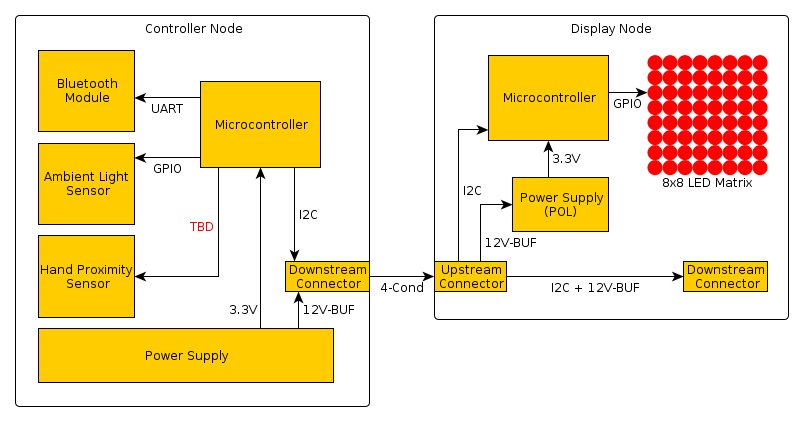 Controller Node
Bluetooth
Module
UART
Microcontroller
Ambient Light
Sensor
GPIO
TBD
I2C
Hand Proximity
Sensor
Downstream
Connector
3.3V
12V-BUF
Power Supply
4-Cond
Display Node
Microcontroller
GPIO
8x8 LED Matrix
3.3V
I2C
Power Supply
(POL)
12V-BUF
Upstream
Connector
I2C + 12V-BUF
Downstream
Connector